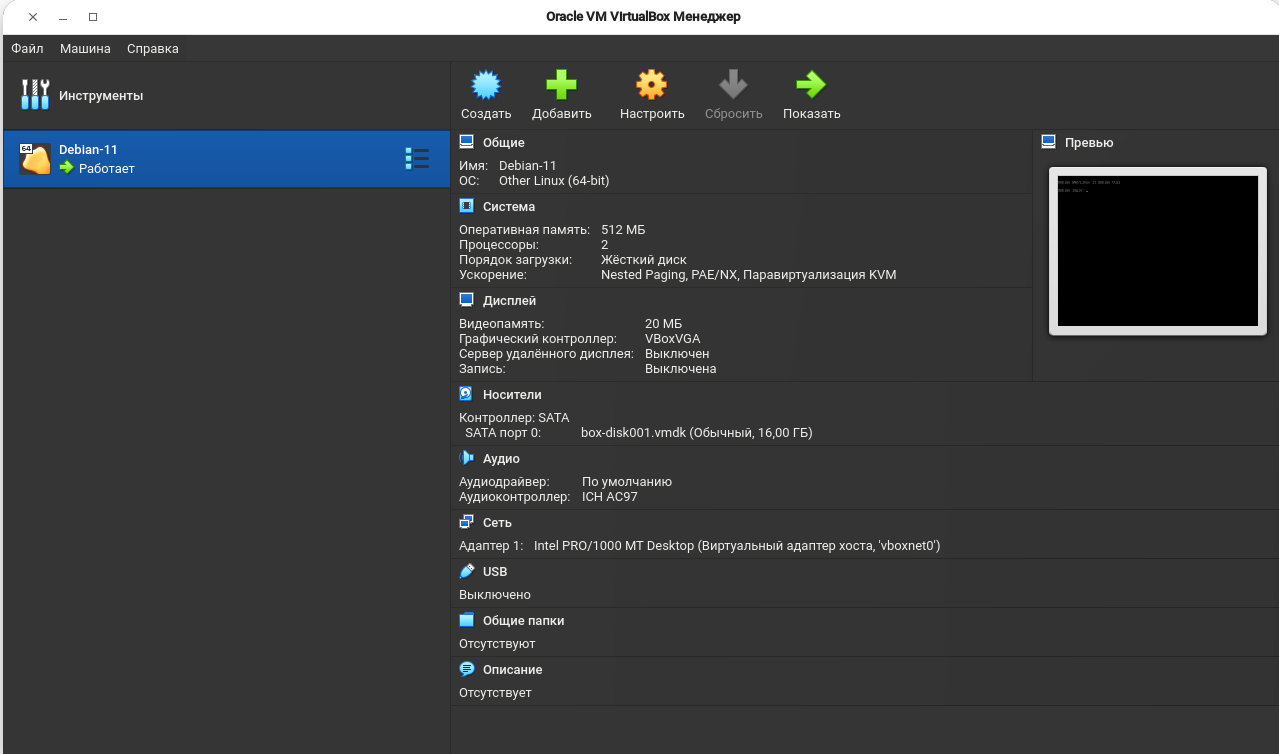 Oracle VM VirtualBox Менеджер
Файл Машина Справка
Инструменты
Создать Добавить Настроить Сбросить Показать
64
Debian-11
Работает
Общие
Имя: Debian-11
ОС: Other Linux (64-bit)
Превью
Система
Оперативная память: 512 МБ
Процессоры: 2
Порядок загрузки: Жёсткий диск
Ускорение: Nested Paging, PAE/NX, Паравиртуализация KVM
Дисплей
Видеопамять: 20 МБ
Графический контроллер: VBoxVGA
Сервер удалённого дисплея: Выключен
Запись: Выключена
Носители
Контроллер: SATA
SATA порт 0: box-disk001.vmdk (Обычный, 16,00 ГБ)
Аудио
Аудиодрайвер: По умолчанию
Аудиоконтроллер: ICH AC97
Сеть
Адаптер 1: Intel PRO/1000 MT Desktop (Виртуальный адаптер хоста, 'vboxnet0')
USB
Выключено
Общие папки
Отсутствуют
Описание
Отсутствует